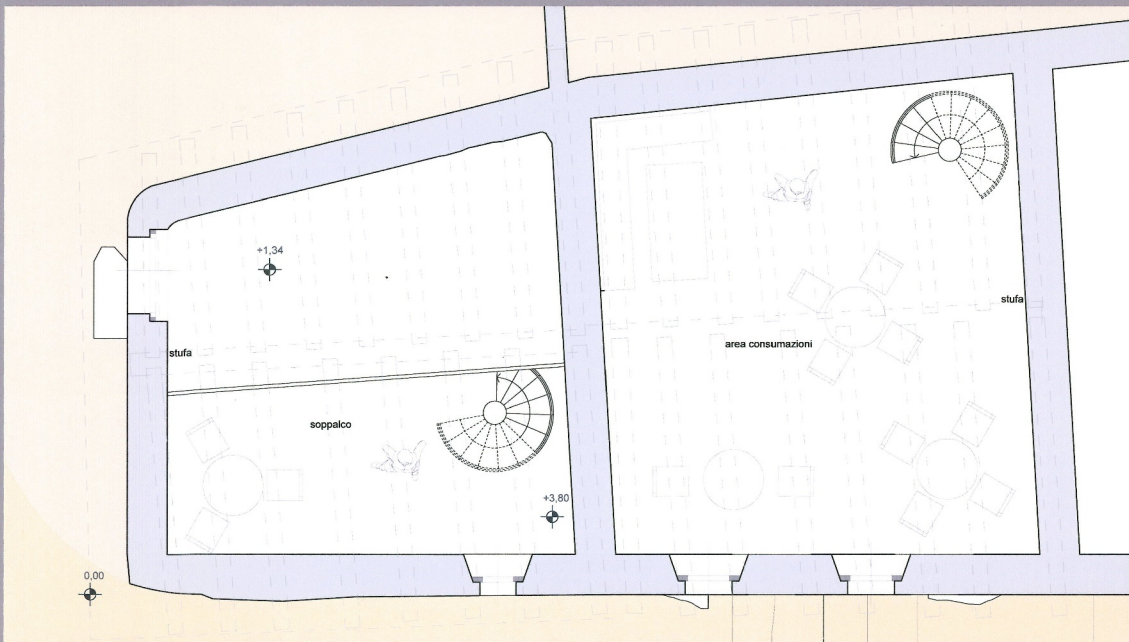 +1,34
stufa
stufa
area consumazioni
soppalco
+3,80
0,00